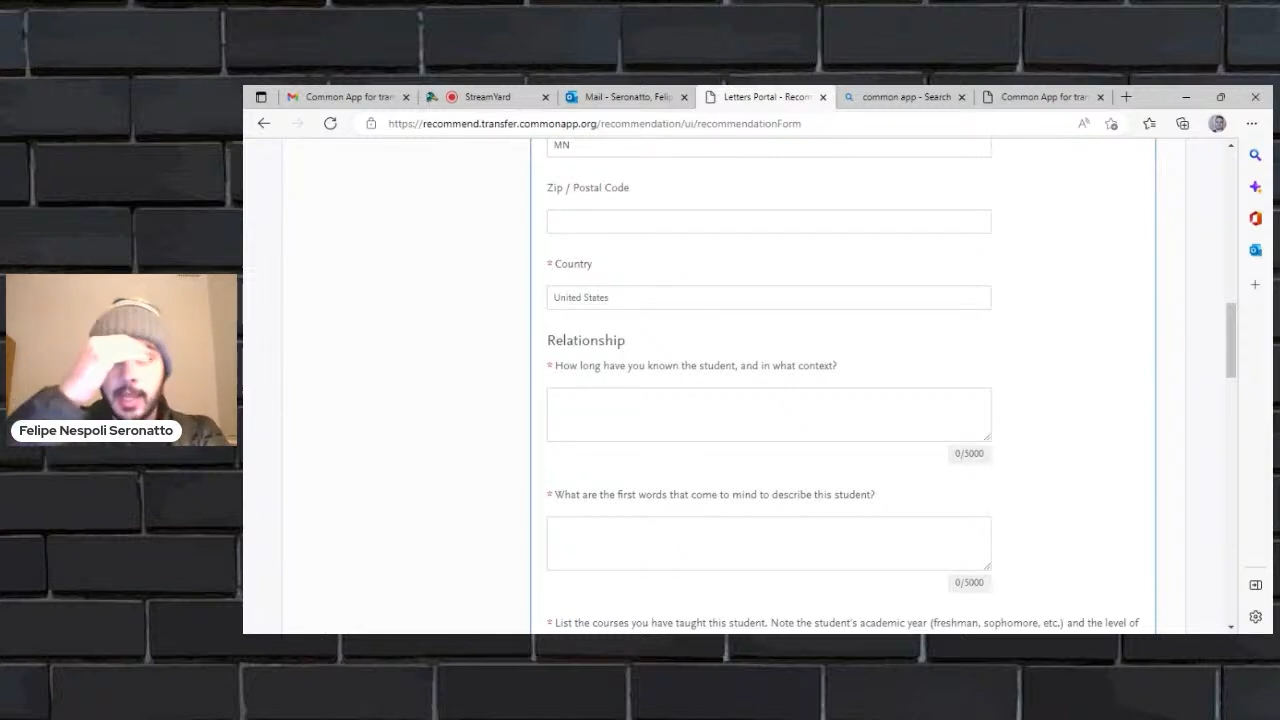 Common App for tran
StreamYard
Mail - Seronatto, Felip
Letters Portal - Recom
common app - Search
Common App for tran
https://recommend.transfer.commonapp.org/recommendation/ui/recommendationForm
MN
Zip / Postal Code
* Country
United States
Relationship
* How long have you known the student, and in what context?
0/5000
* What are the first words that come to mind to describe this student?
0/5000
* List the courses you have taught this student. Note the student's academic year (freshman, sophomore, etc.) and the level of
Felipe Nespoli Seronatto